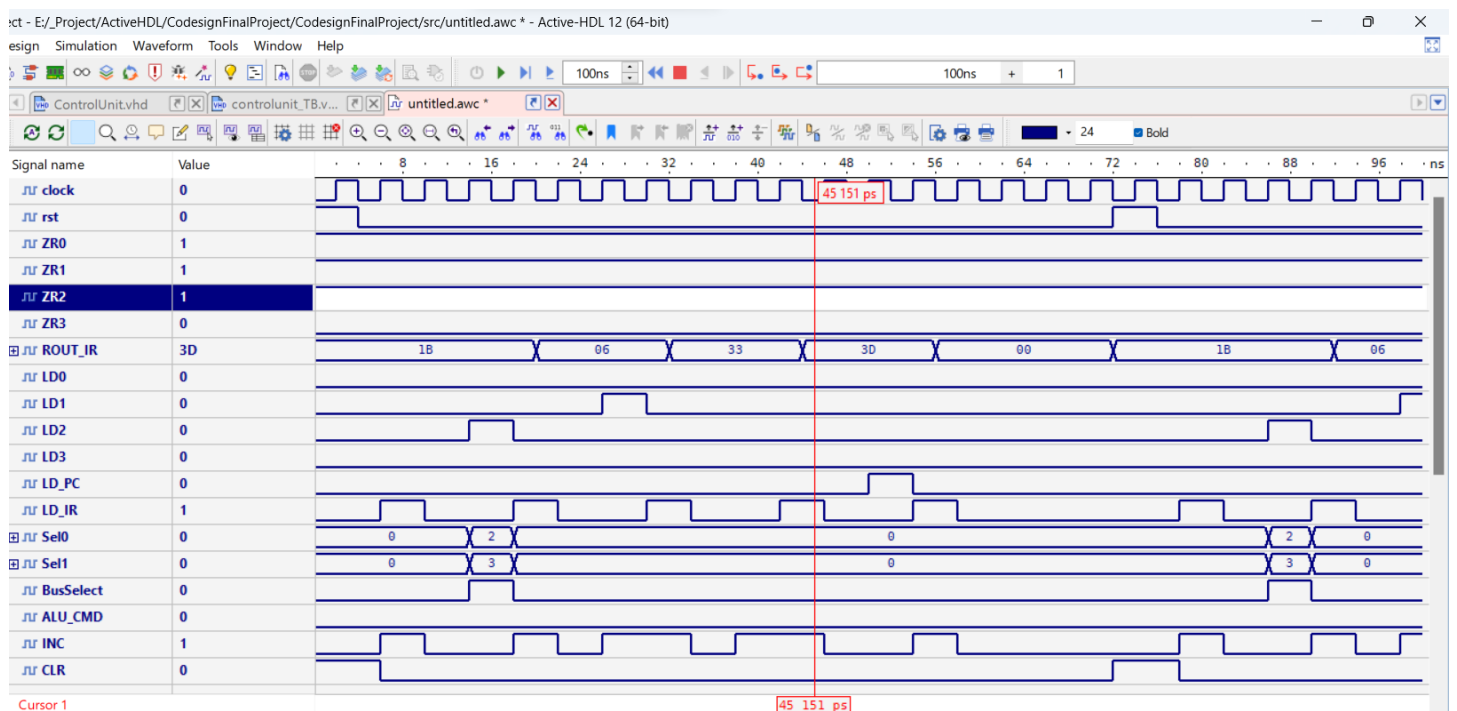 ect - E:/_Project/ActiveHDL/CodesignFinalProject/CodesignFinalProject/src/untitled.awc * - Active-HDL 12 (64-bit)
esign Simulation Waveform Tools Window Help
100ns 100ns + 1
ControlUnit.vhd controlunit_TB.v... untitled.awc *
24 Bold
Signal name Value 8 16 24 32 40 48 56 64 72 80 88 96 ns
clock 0 45 151 ps
rst 0
ZR0 1
ZR1 1
ZR2 1
ZR3 0
ROUT_IR 3D 1B 06 33 3D 00 1B 06
LD0 0
LD1 0
LD2 0
LD3 0
LD_PC 0
LD_IR 1
Sel0 0 0 2 0 2 0
Sel1 0 0 3 0 3 0
BusSelect 0
ALU_CMD 0
INC 1
CLR 0
Cursor 1 45 151 ps